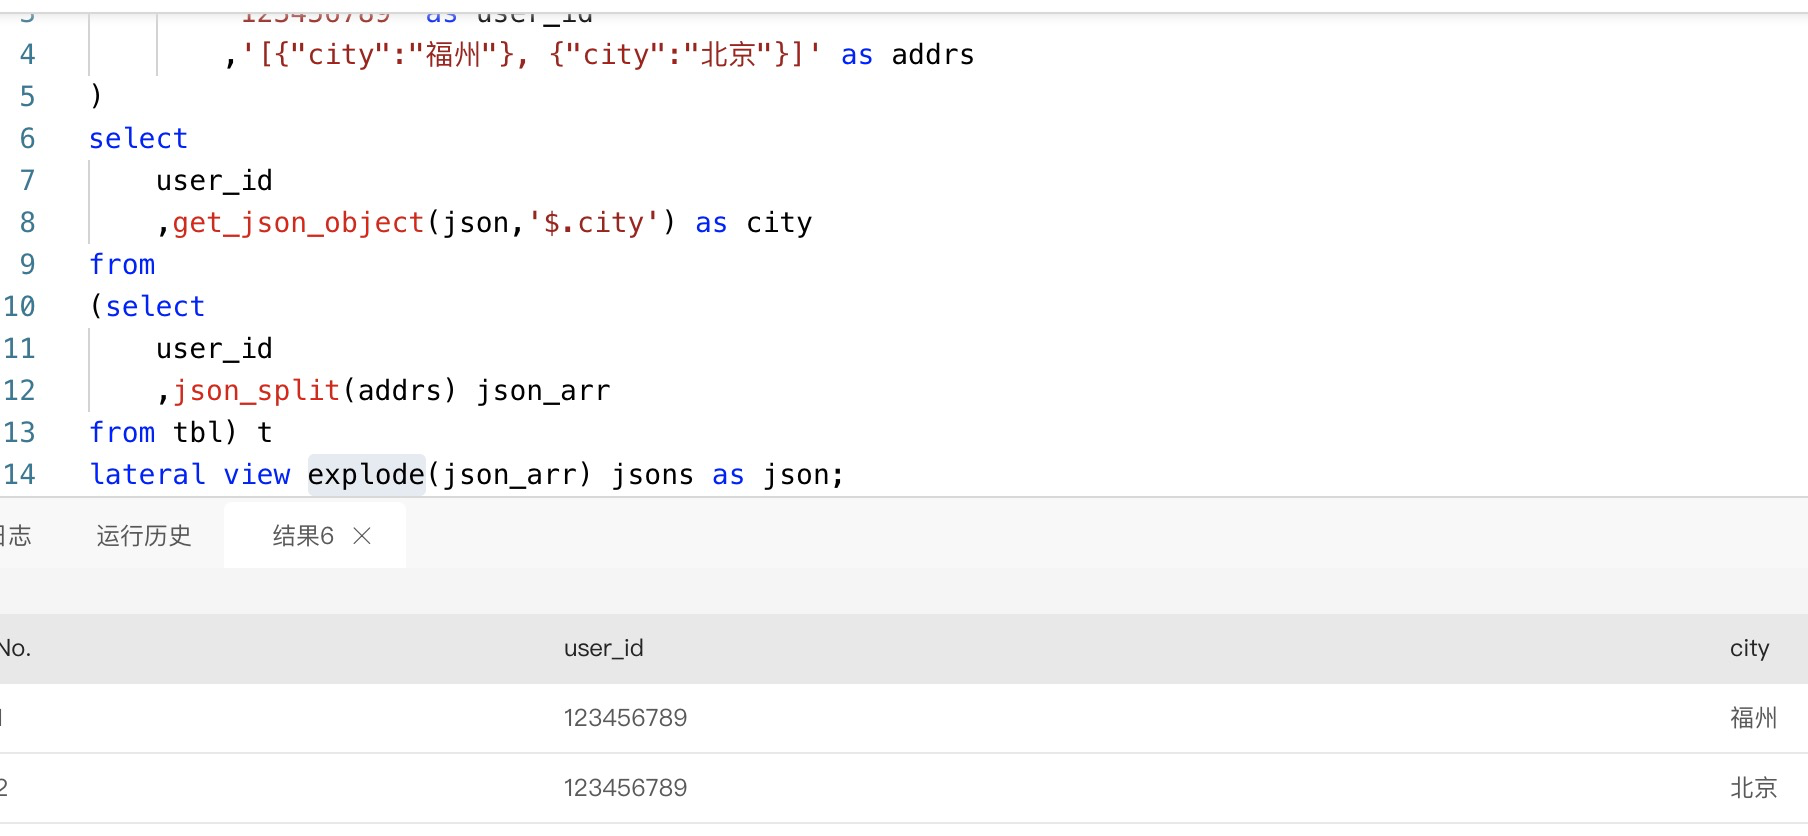 3 '123456789' as user_id
4 ,'[{"city":"福州"}, {"city":"北京"}]' as addrs
5 )
6 select
7 user_id
8 ,get_json_object(json,'$.city') as city
9 from
10 (select
11 user_id
12 ,json_split(addrs) json_arr
13 from tbl) t
14 lateral view explode(json_arr) jsons as json;
日志 运行历史 结果6
No. user_id city
1 123456789 福州
2 123456789 北京